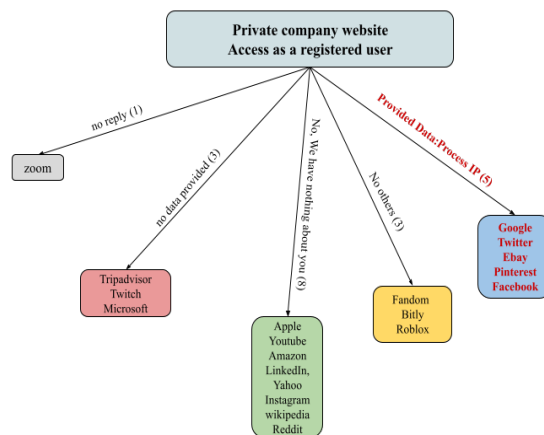 Private company website
Access as a registered user
no reply (1)
no data provided (3)
No, We have nothing about you (8)
No others (3)
Provided Data:Process IP (5)
zoom
Tripadvisor
Twitch
Microsoft
Apple
Youtube
Amazon
LinkedIn,
Yahoo
Instagram
wikipedia
Reddit
Fandom
Bitly
Roblox
Google
Twitter
Ebay
Pinterest
Facebook